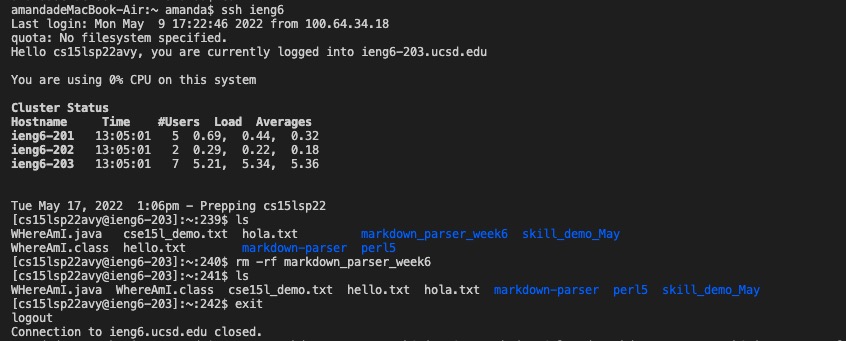 amandadeMacBook-Air:~ amanda$ ssh ieng6
Last login: Mon May  9 17:22:46 2022 from 100.64.34.18
quota: No filesystem specified.
Hello cs15lsp22avy, you are currently logged into ieng6-203.ucsd.edu
You are using 0% CPU on this system
Cluster Status
Hostname     Time    #Users  Load  Averages
ieng6-201   13:05:01   5  0.69,  0.44,  0.32
ieng6-202   13:05:01   2  0.29,  0.22,  0.18
ieng6-203   13:05:01   7  5.21,  5.34,  5.36
Tue May 17, 2022  1:06pm - Prepping cs15lsp22
[cs15lsp22avy@ieng6-203]:~:239$ ls
WHereAmI.java   cse15l_demo.txt  hola.txt         markdown_parser_week6  skill_demo_May
WhereAmI.class  hello.txt        markdown-parser  perl5
[cs15lsp22avy@ieng6-203]:~:240$ rm -rf markdown_parser_week6
[cs15lsp22avy@ieng6-203]:~:241$ ls
WHereAmI.java  WhereAmI.class  cse15l_demo.txt  hello.txt  hola.txt  markdown-parser  perl5  skill_demo_May
[cs15lsp22avy@ieng6-203]:~:242$ exit
logout
Connection to ieng6.ucsd.edu closed.